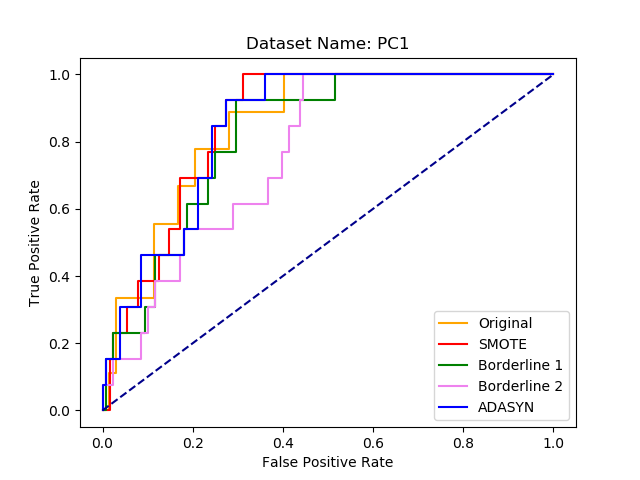 Dataset Name: PC1
True Positive Rate
1.0
0.8
0.6
0.4
0.2
0.0
Original
SMOTE
Borderline 1
Borderline 2
ADASYN
0.0 0.2 0.4 0.6 0.8 1.0
False Positive Rate